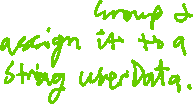 Group &
assign it to a
String userData.